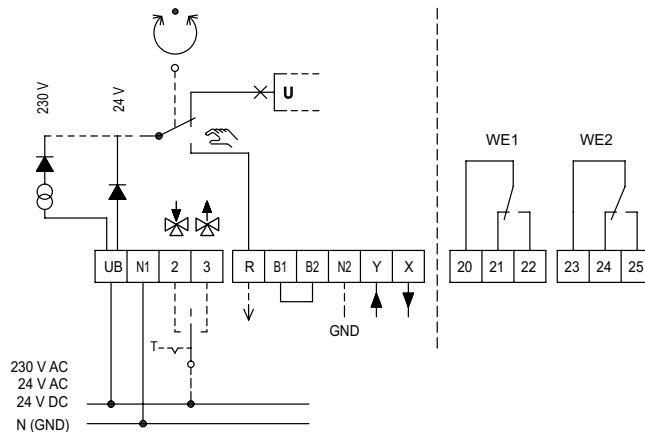 230 V
24 V
U
WE1
WE2
UB N1 2 3
R B1 B2 N2 Y X
20 21 22
23 24 25
GND
T
230 V AC
24 V AC
24 V DC
N (GND)